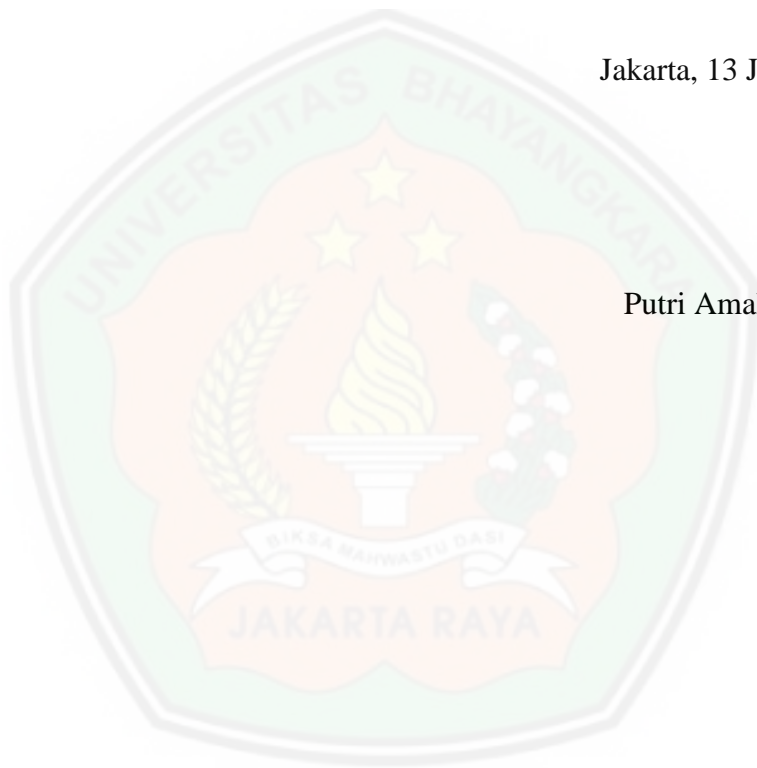 Jakarta, 13 J
UNIVERSITAS BHAYANGKARA
Putri Ama
BIKSA MAHWASTU DASI
JAKARTA RAYA